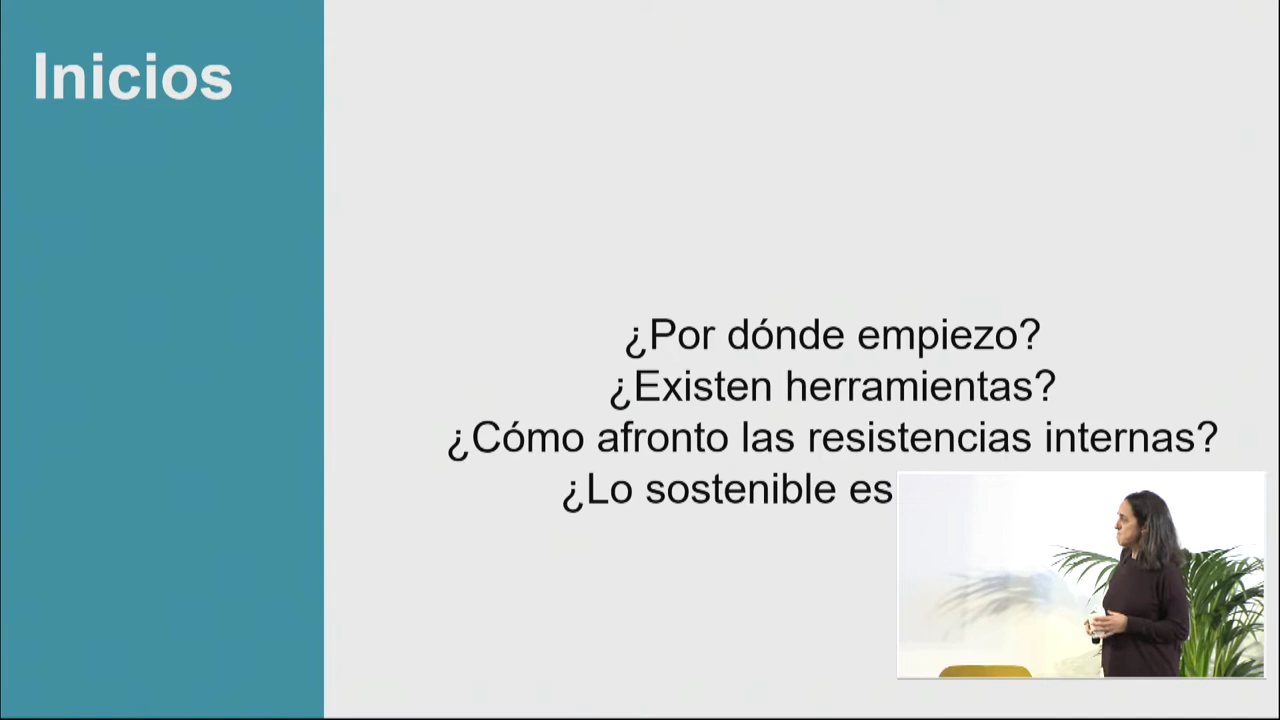 Inicios
¿Por dónde empiezo?
¿Existen herramientas?
¿Cómo afronto las resistencias internas?
¿Lo sostenible es